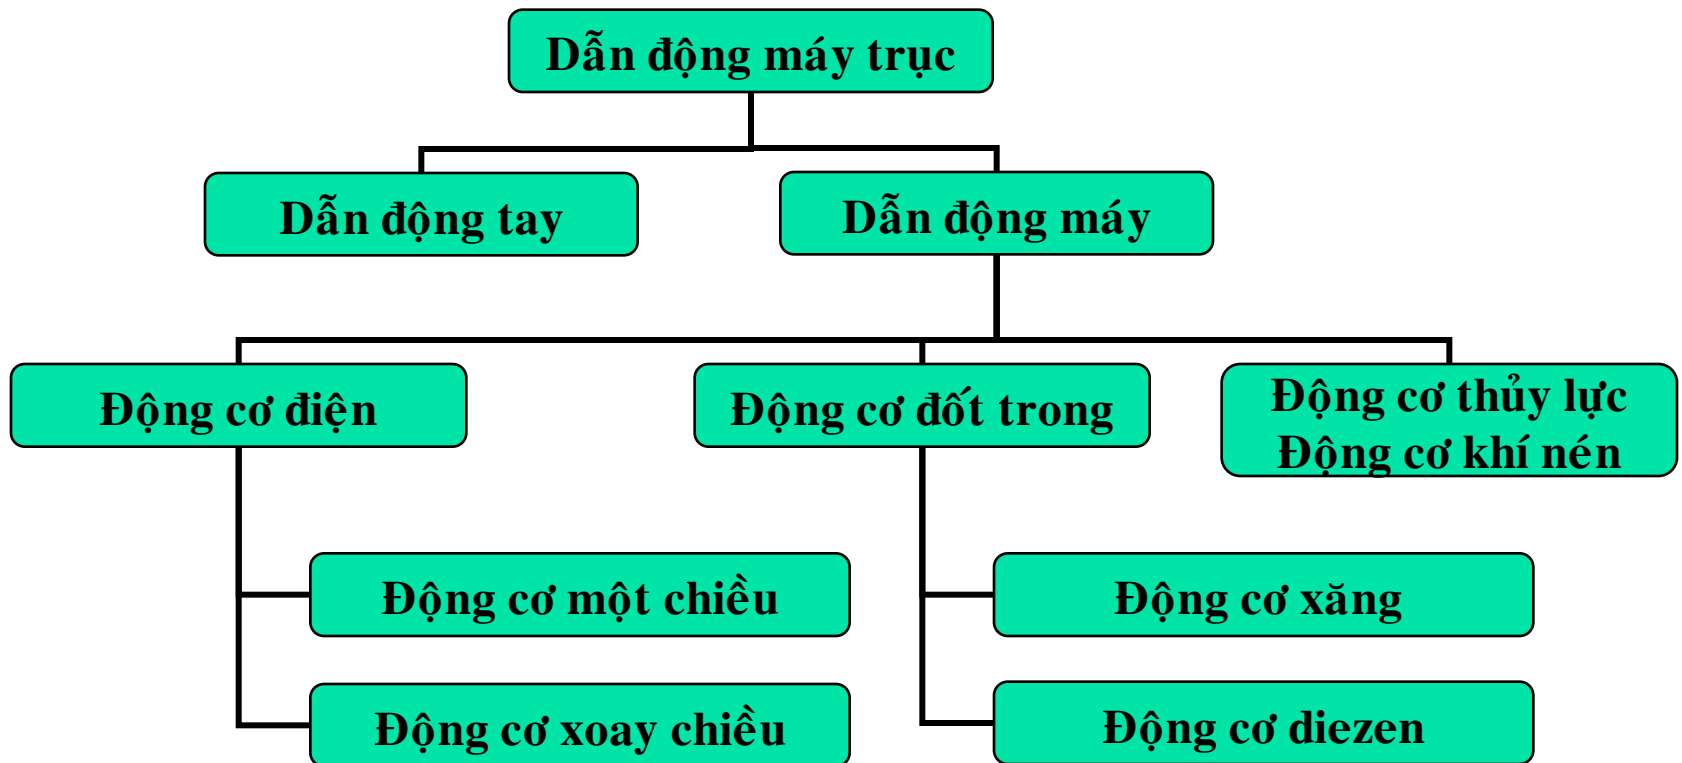 Dẫn động máy trục
Dẫn động tay
Dẫn động máy
Động cơ điện
Động cơ đốt trong
Động cơ thủy lực
Động cơ khí nén
Động cơ một chiều
Động cơ xăng
Động cơ xoay chiều
Động cơ diezen